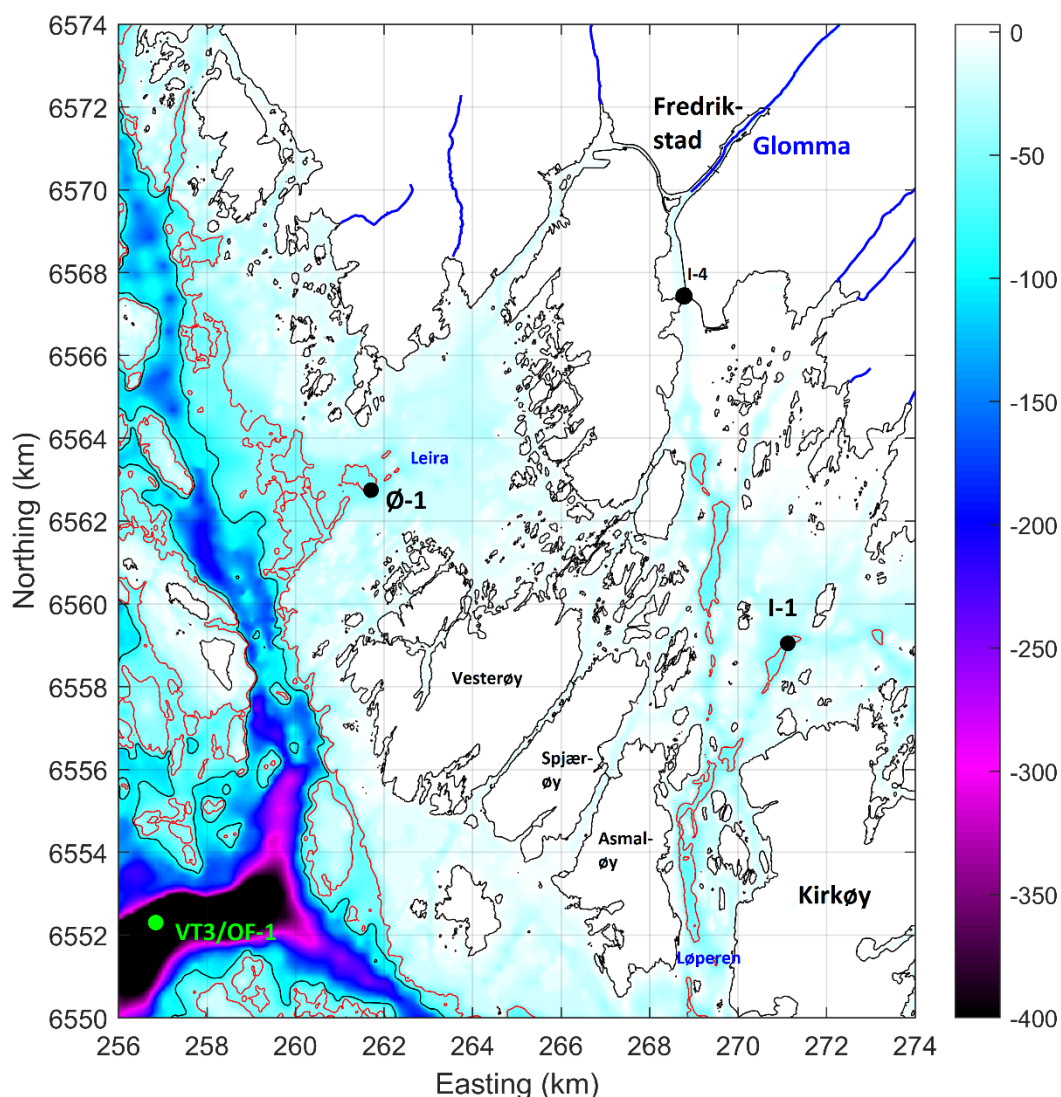 6574
6572
6570
6568
6566
6564
6562
6560
6558
6556
6554
6552
6550
Northing (km)
Fredrik-
stad
Glomma
I-4
Leira
Ø-1
I-1
Vesterøy
Spjær-
øy
Asmal-
øy
Kirkøy
VT3/OF-1
Løperen
256
258
260
262
264
266
268
270
272
274
Easting (km)
0
-50
-100
-150
-200
-250
-300
-350
-400